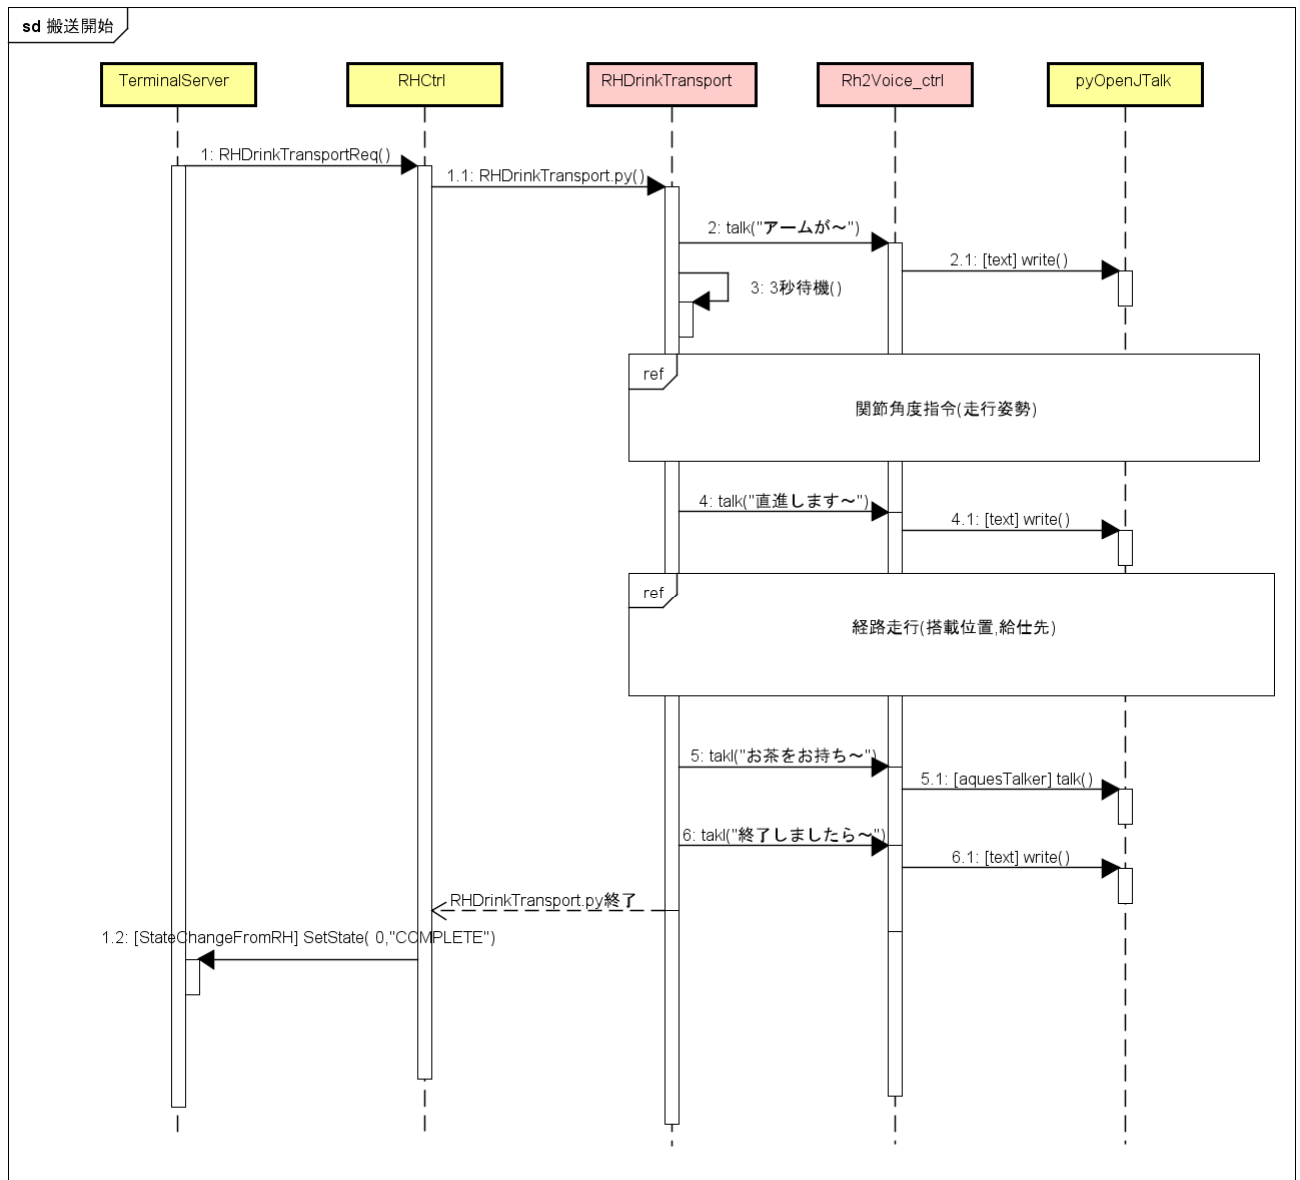 sd 搬送開始
TerminalServer
RHCtrl
RHDrinkTransport
Rh2Voice_ctrl
pyOpenJTalk
1: RHDrinkTransportReq()
1.1: RHDrinkTransport.py()
2: talk("アームが～")
2.1: [text] write()
3: 3秒待機()
ref
関節角度指令(走行姿勢)
4: talk("直進します～")
4.1: [text] write()
ref
経路走行(搭載位置,給仕先)
5: takl("お茶をお持ち～")
5.1: [aquesTalker] talk()
6: takl("終了しましたら～")
6.1: [text] write()
RHDrinkTransport.py終了
1.2: [StateChangeFromRH] SetState( 0,"COMPLETE")